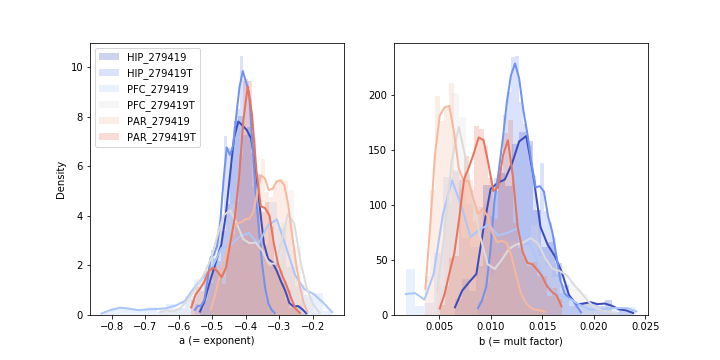 HIP_279419
HIP_279419T
PFC_279419
PFC_279419T
PAR_279419
PAR_279419T
Density
10
8
6
4
2
0
−0.8 −0.7 −0.6 −0.5 −0.4 −0.3 −0.2
a (= exponent)
200
150
100
50
0
0.005 0.010 0.015 0.020 0.025
b (= mult factor)